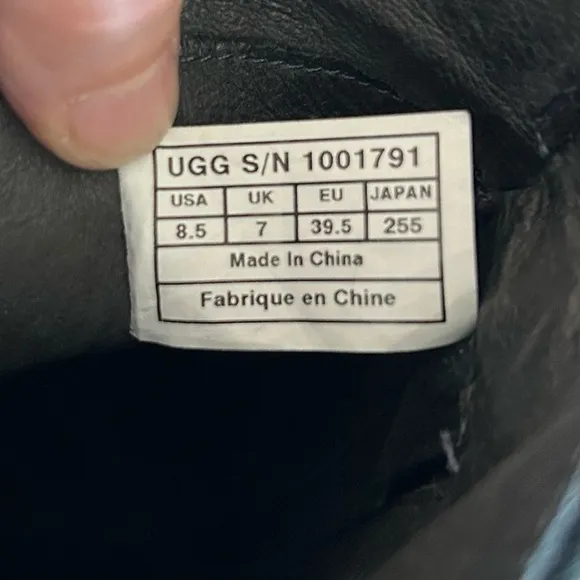 UGG S/N 1001791
USA UK EU JAPAN
8.5 7 39.5 255
Made In China
Fabrique en Chine